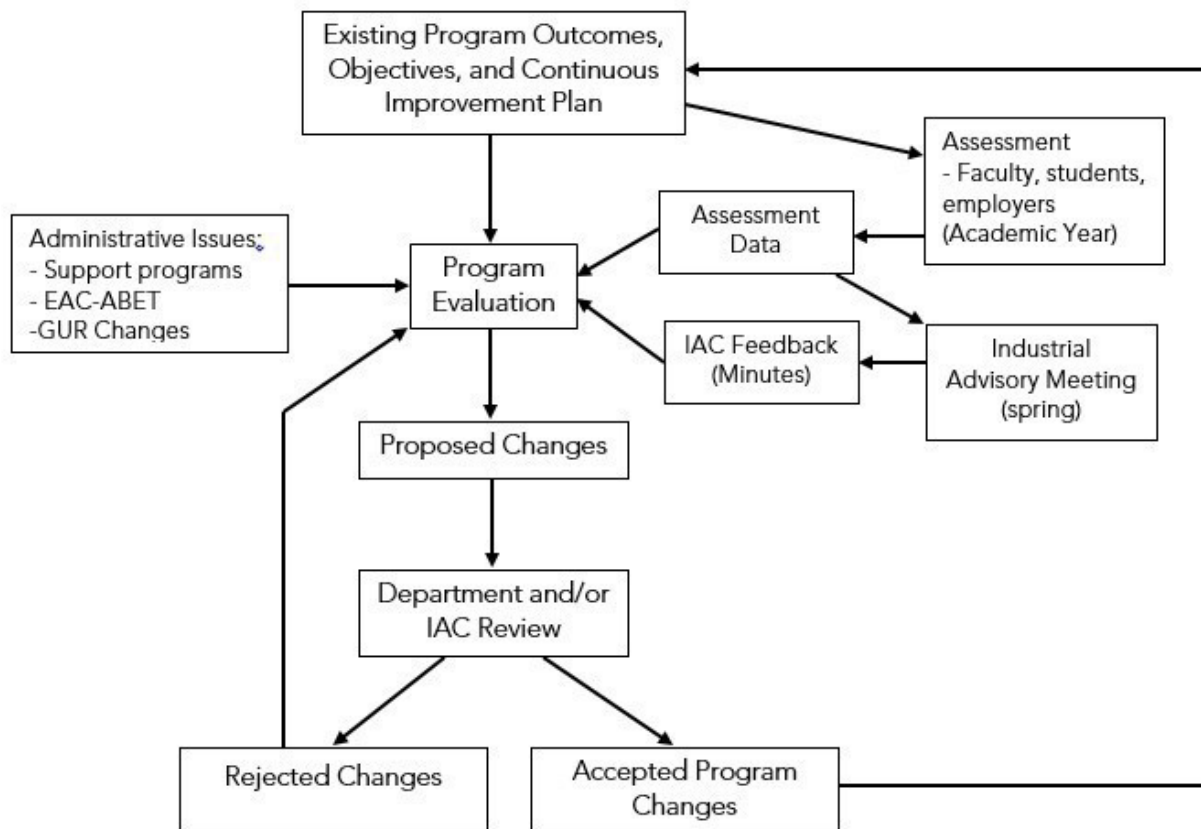 Existing Program Outcomes,
Objectives, and Continuous
Improvement Plan
Assessment
- Faculty, students,
employers
(Academic Year)
Assessment
Data
Administrative Issues:
- Support programs
- EAC-ABET
-GUR Changes
Program
Evaluation
IAC Feedback
(Minutes)
Industrial
Advisory Meeting
(spring)
Proposed Changes
Department and/or
IAC Review
Rejected Changes
Accepted Program
Changes